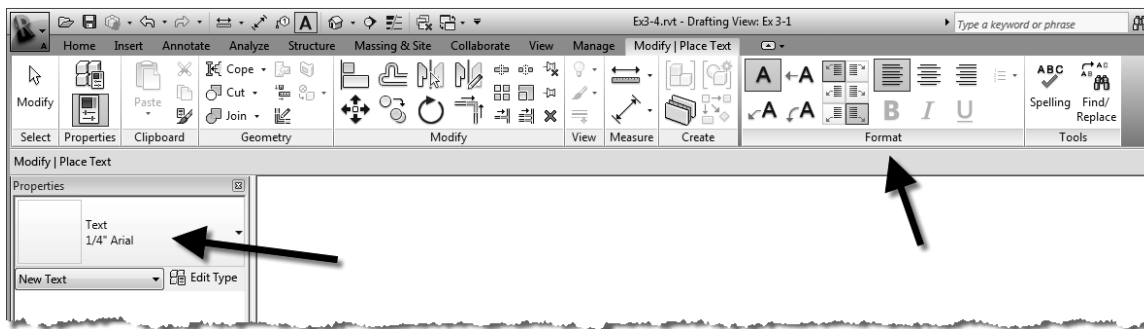 A Ex3-4.rvt - Drafting View: Ex 3-1 Type a keyword or phrase
A Home Insert Annotate Analyze Structure Massing & Site Collaborate View Manage Modify | Place Text
Modify Paste Cope Cut Join A A A A B I U ABC Spelling Find/ Replace
Select Properties Clipboard Geometry Modify View Measure Create Format Tools
Modify | Place Text
Properties
Text
1/4" Arial
New Text Edit Type